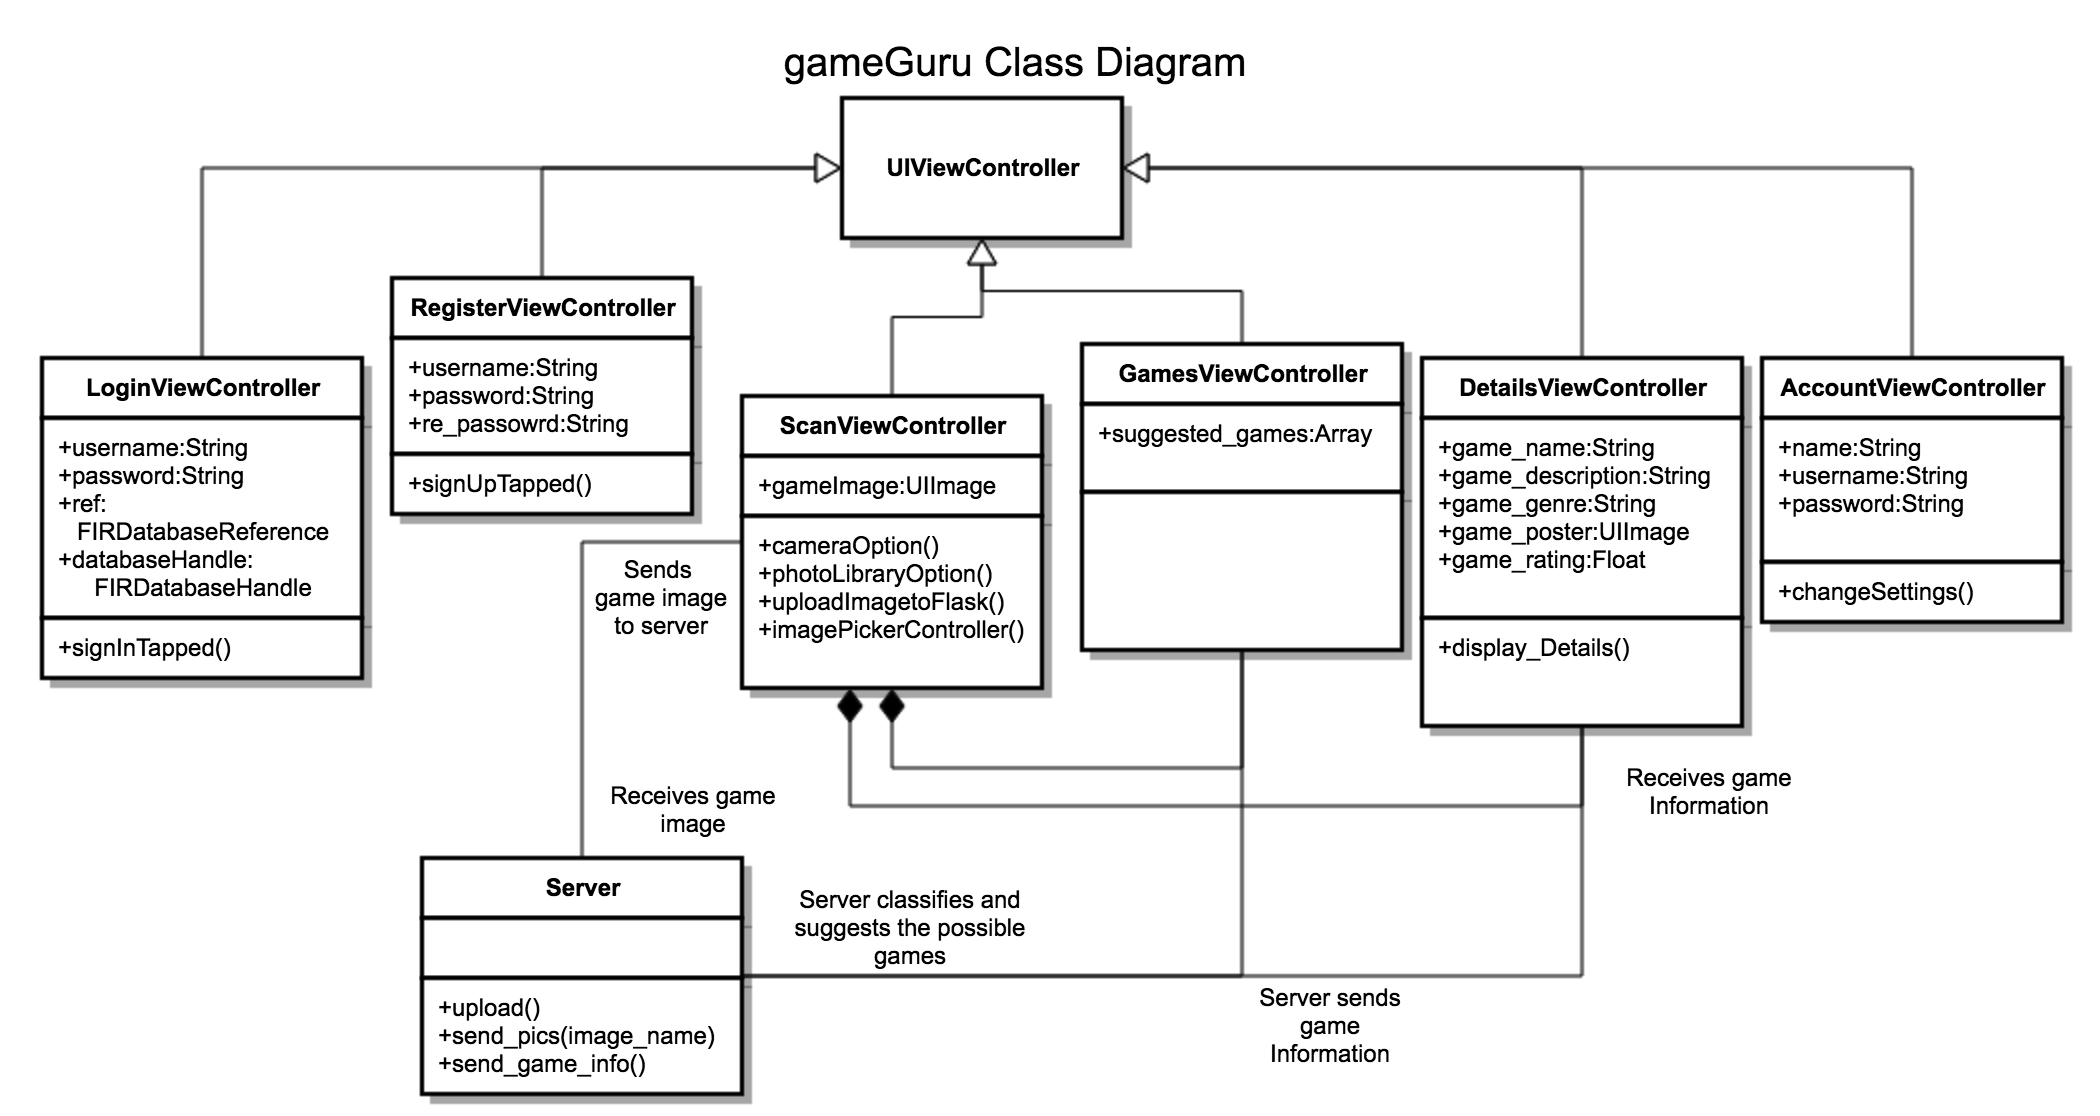 gameGuru Class Diagram
UIViewController
RegisterViewController
+username:String
+password:String
+re_passowrd:String
+signUpTapped()
LoginViewController
+username:String
+password:String
+ref:
FIRDatabaseReference
+databaseHandle:
FIRDatabaseHandle
+signInTapped()
ScanViewController
+gameImage:UIImage
+cameraOption()
+photoLibraryOption()
+uploadImagetoFlask()
+imagePickerController()
GamesViewController
+suggested_games:Array
DetailsViewController
+game_name:String
+game_description:String
+game_genre:String
+game_poster:UIImage
+game_rating:Float
+display_Details()
AccountViewController
+name:String
+username:String
+password:String
+changeSettings()
Sends
game image
to server
Receives game
image
Receives game
Information
Server
+upload()
+send_pics(image_name)
+send_game_info()
Server classifies and
suggests the possible
games
Server sends
game
Information